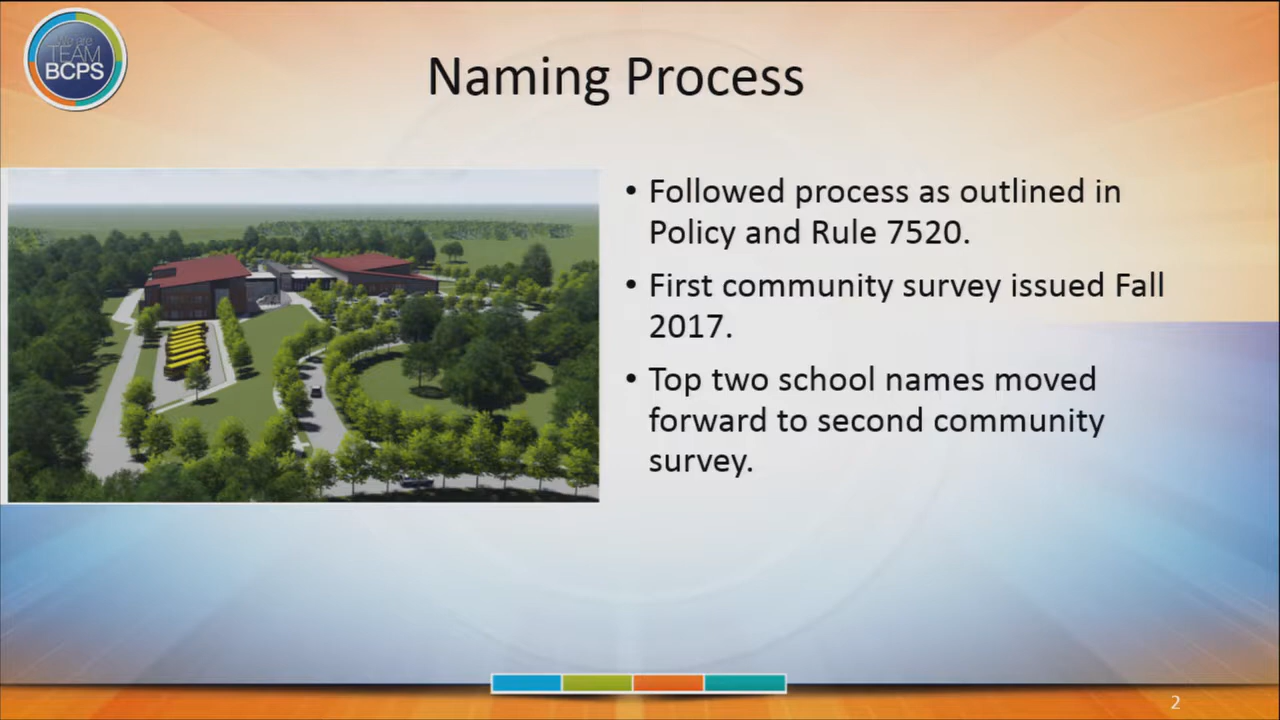 We are
TEAM
BCPS
Naming Process
• Followed process as outlined in
Policy and Rule 7520.
• First community survey issued Fall
2017.
• Top two school names moved
forward to second community
survey.
2